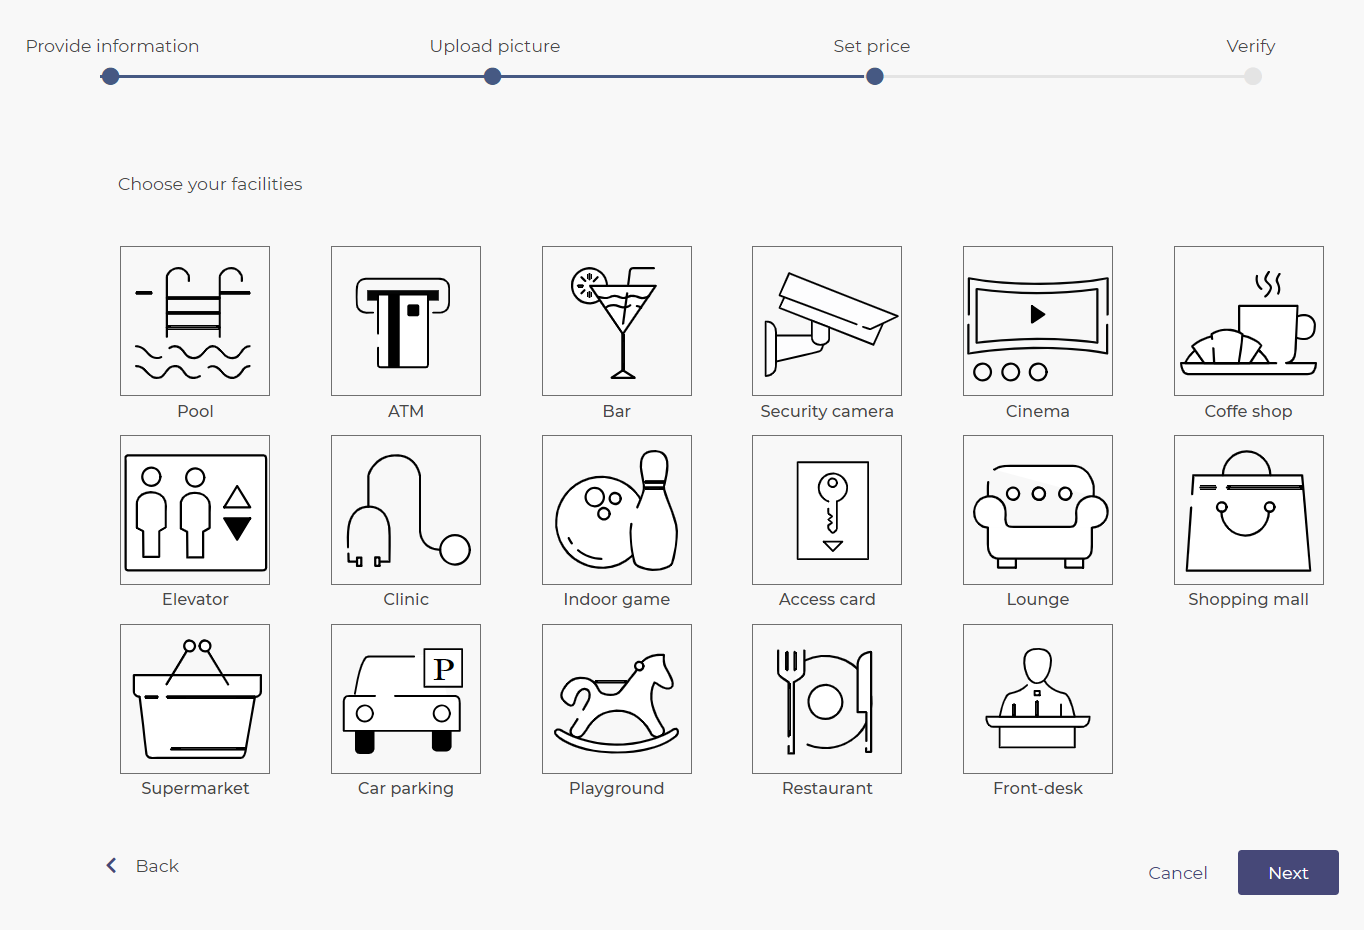 Provide information
Upload picture
Set price
Verify
Choose your facilities
Pool
ATM
Bar
Security camera
Cinema
Coffe shop
Elevator
Clinic
Indoor game
Access card
Lounge
Shopping mall
P
Supermarket
Car parking
Playground
Restaurant
Front-desk
Back
Cancel
Next